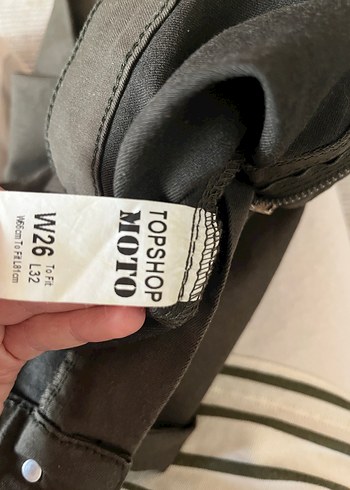 TOPSHOP
MOTO
W26 To Fit L32
W66cm To Fit L81cm